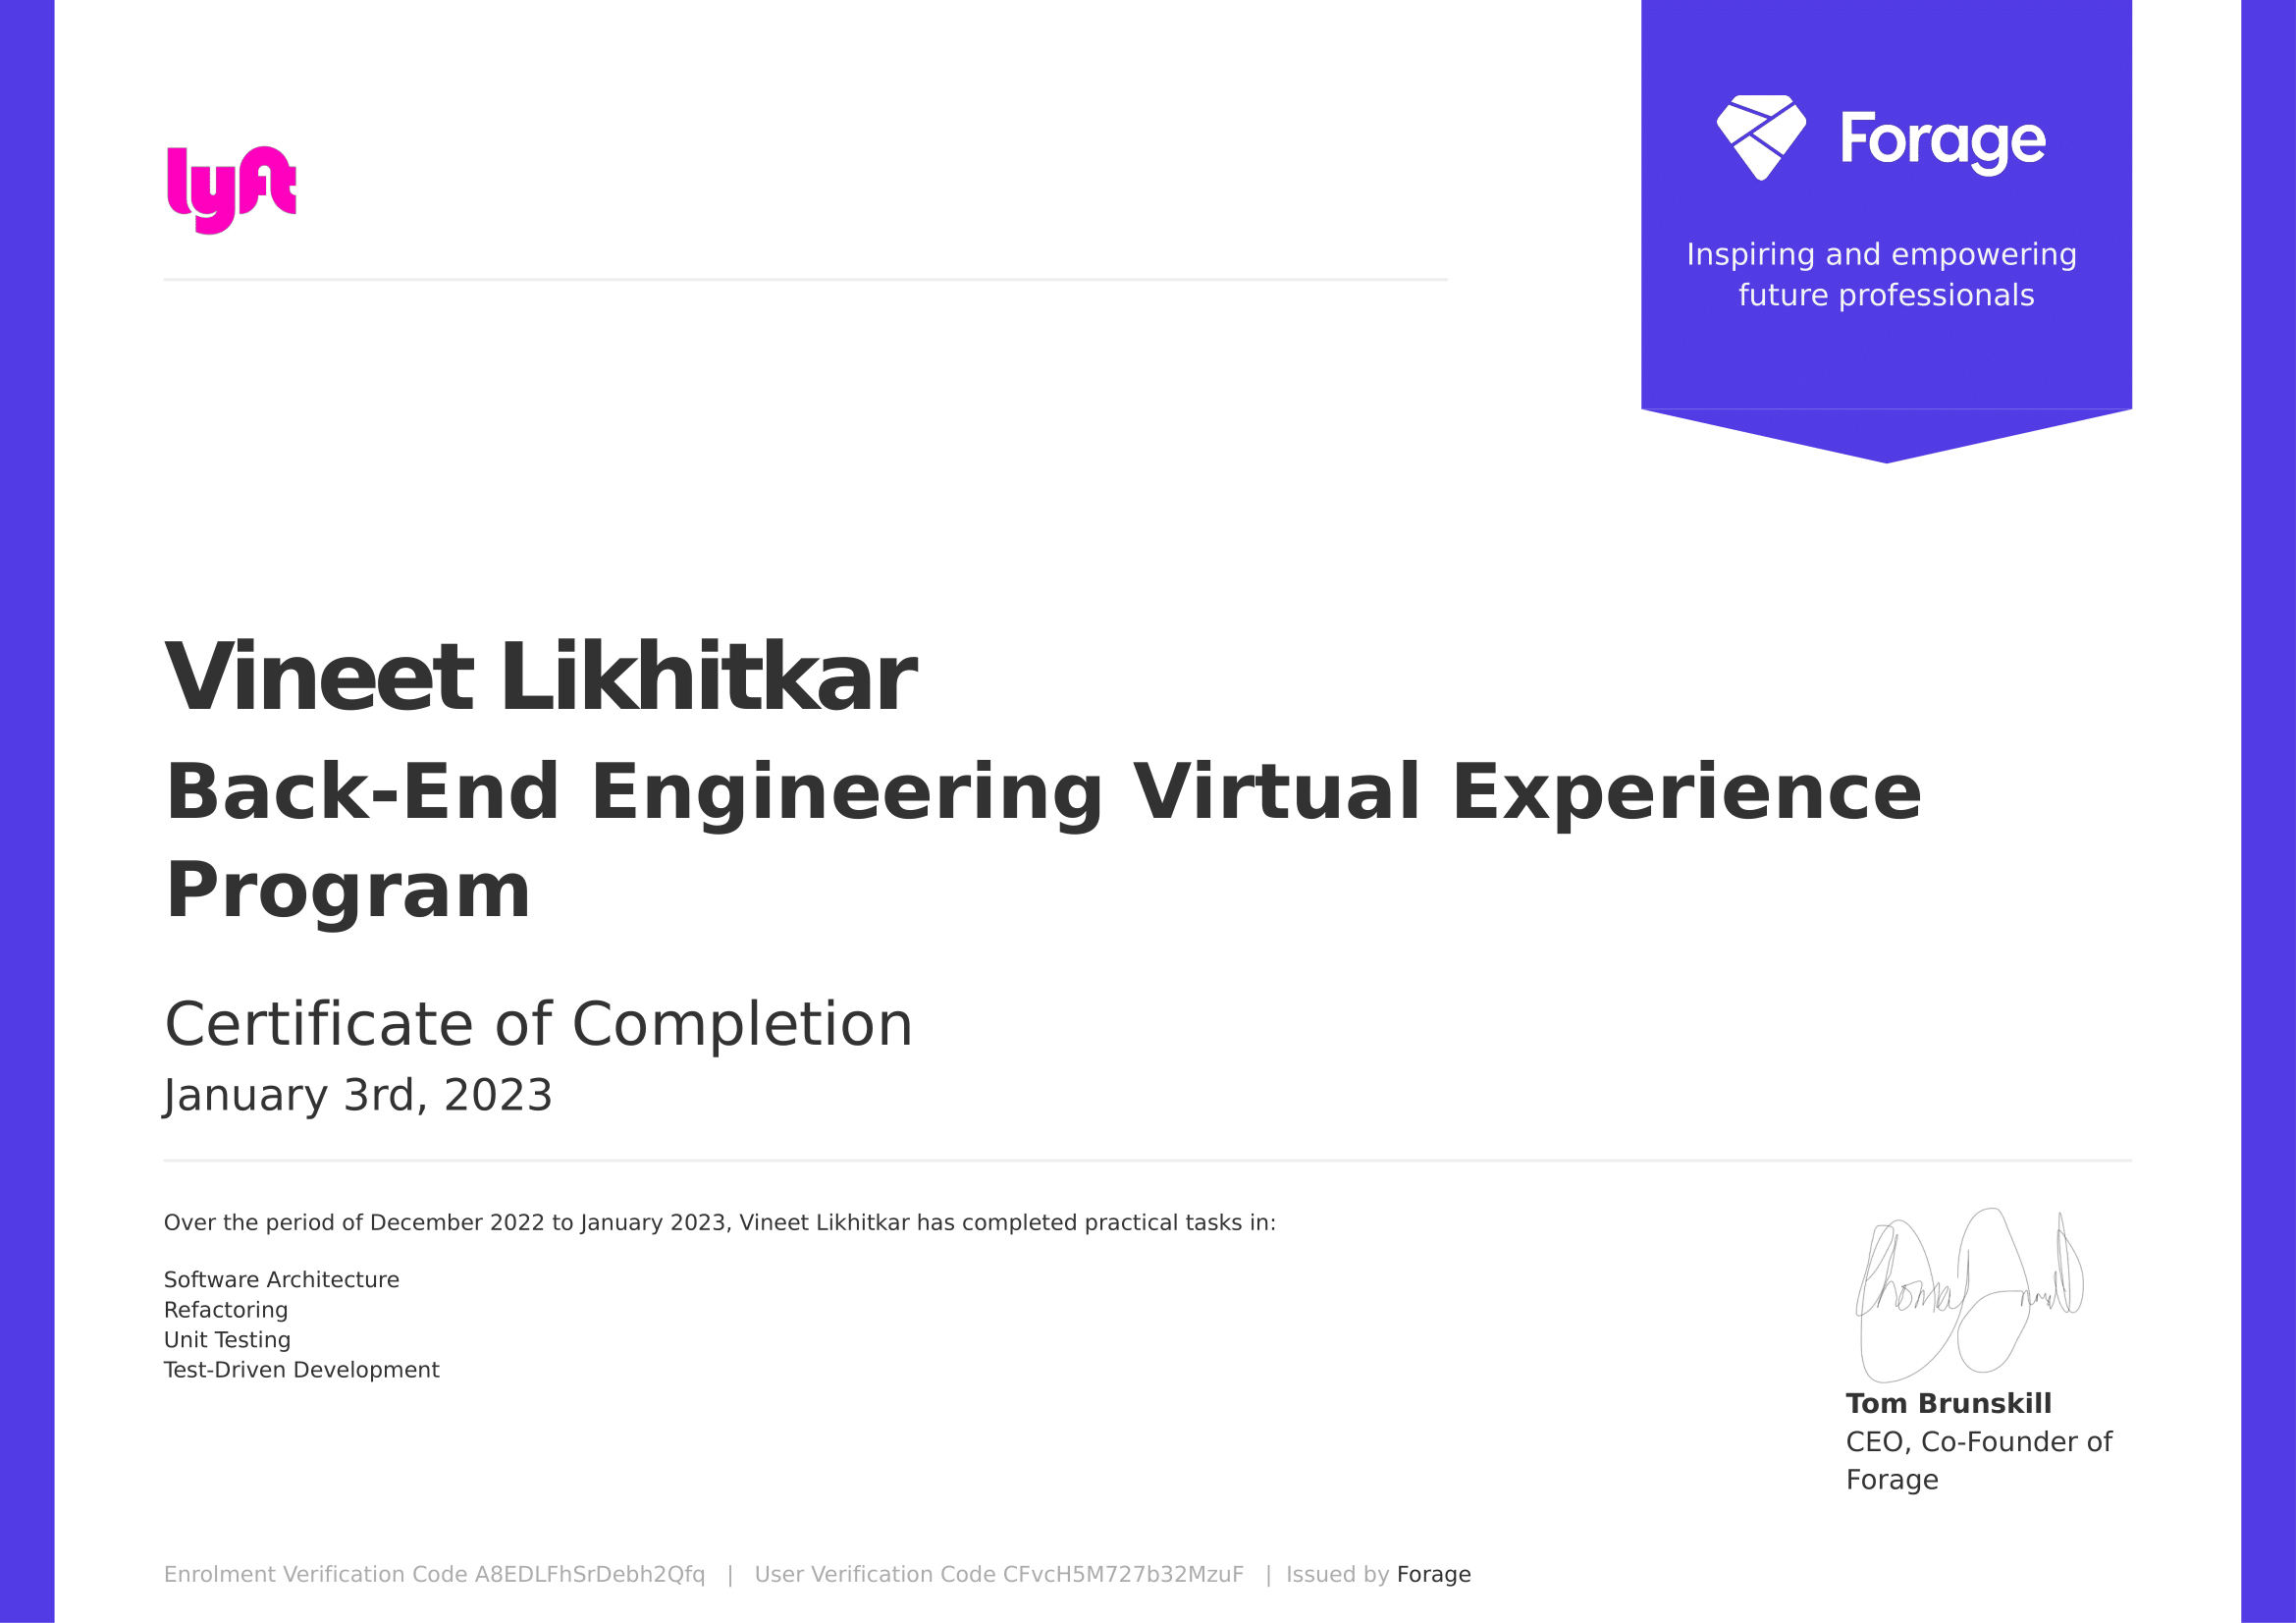 lyft
Forage
Inspiring and empowering
future professionals
Vineet Likhitkar
Back-End Engineering Virtual Experience
Program
Certificate of Completion
January 3rd, 2023
Over the period of December 2022 to January 2023, Vineet Likhitkar has completed practical tasks in:
Software Architecture
Refactoring
Unit Testing
Test-Driven Development
Tom Brunskill
CEO, Co-Founder of
Forage
Enrolment Verification Code A8EDLFhSrDebh2Qfq | User Verification Code CFvcH5M727b32MzuF | Issued by Forage